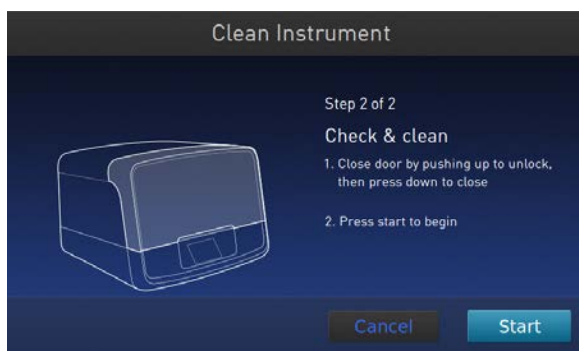 Clean Instrument
Step 2 of 2
Check & clean
1. Close door by pushing up to unlock,
then press down to close
2. Press start to begin
Cancel
Start